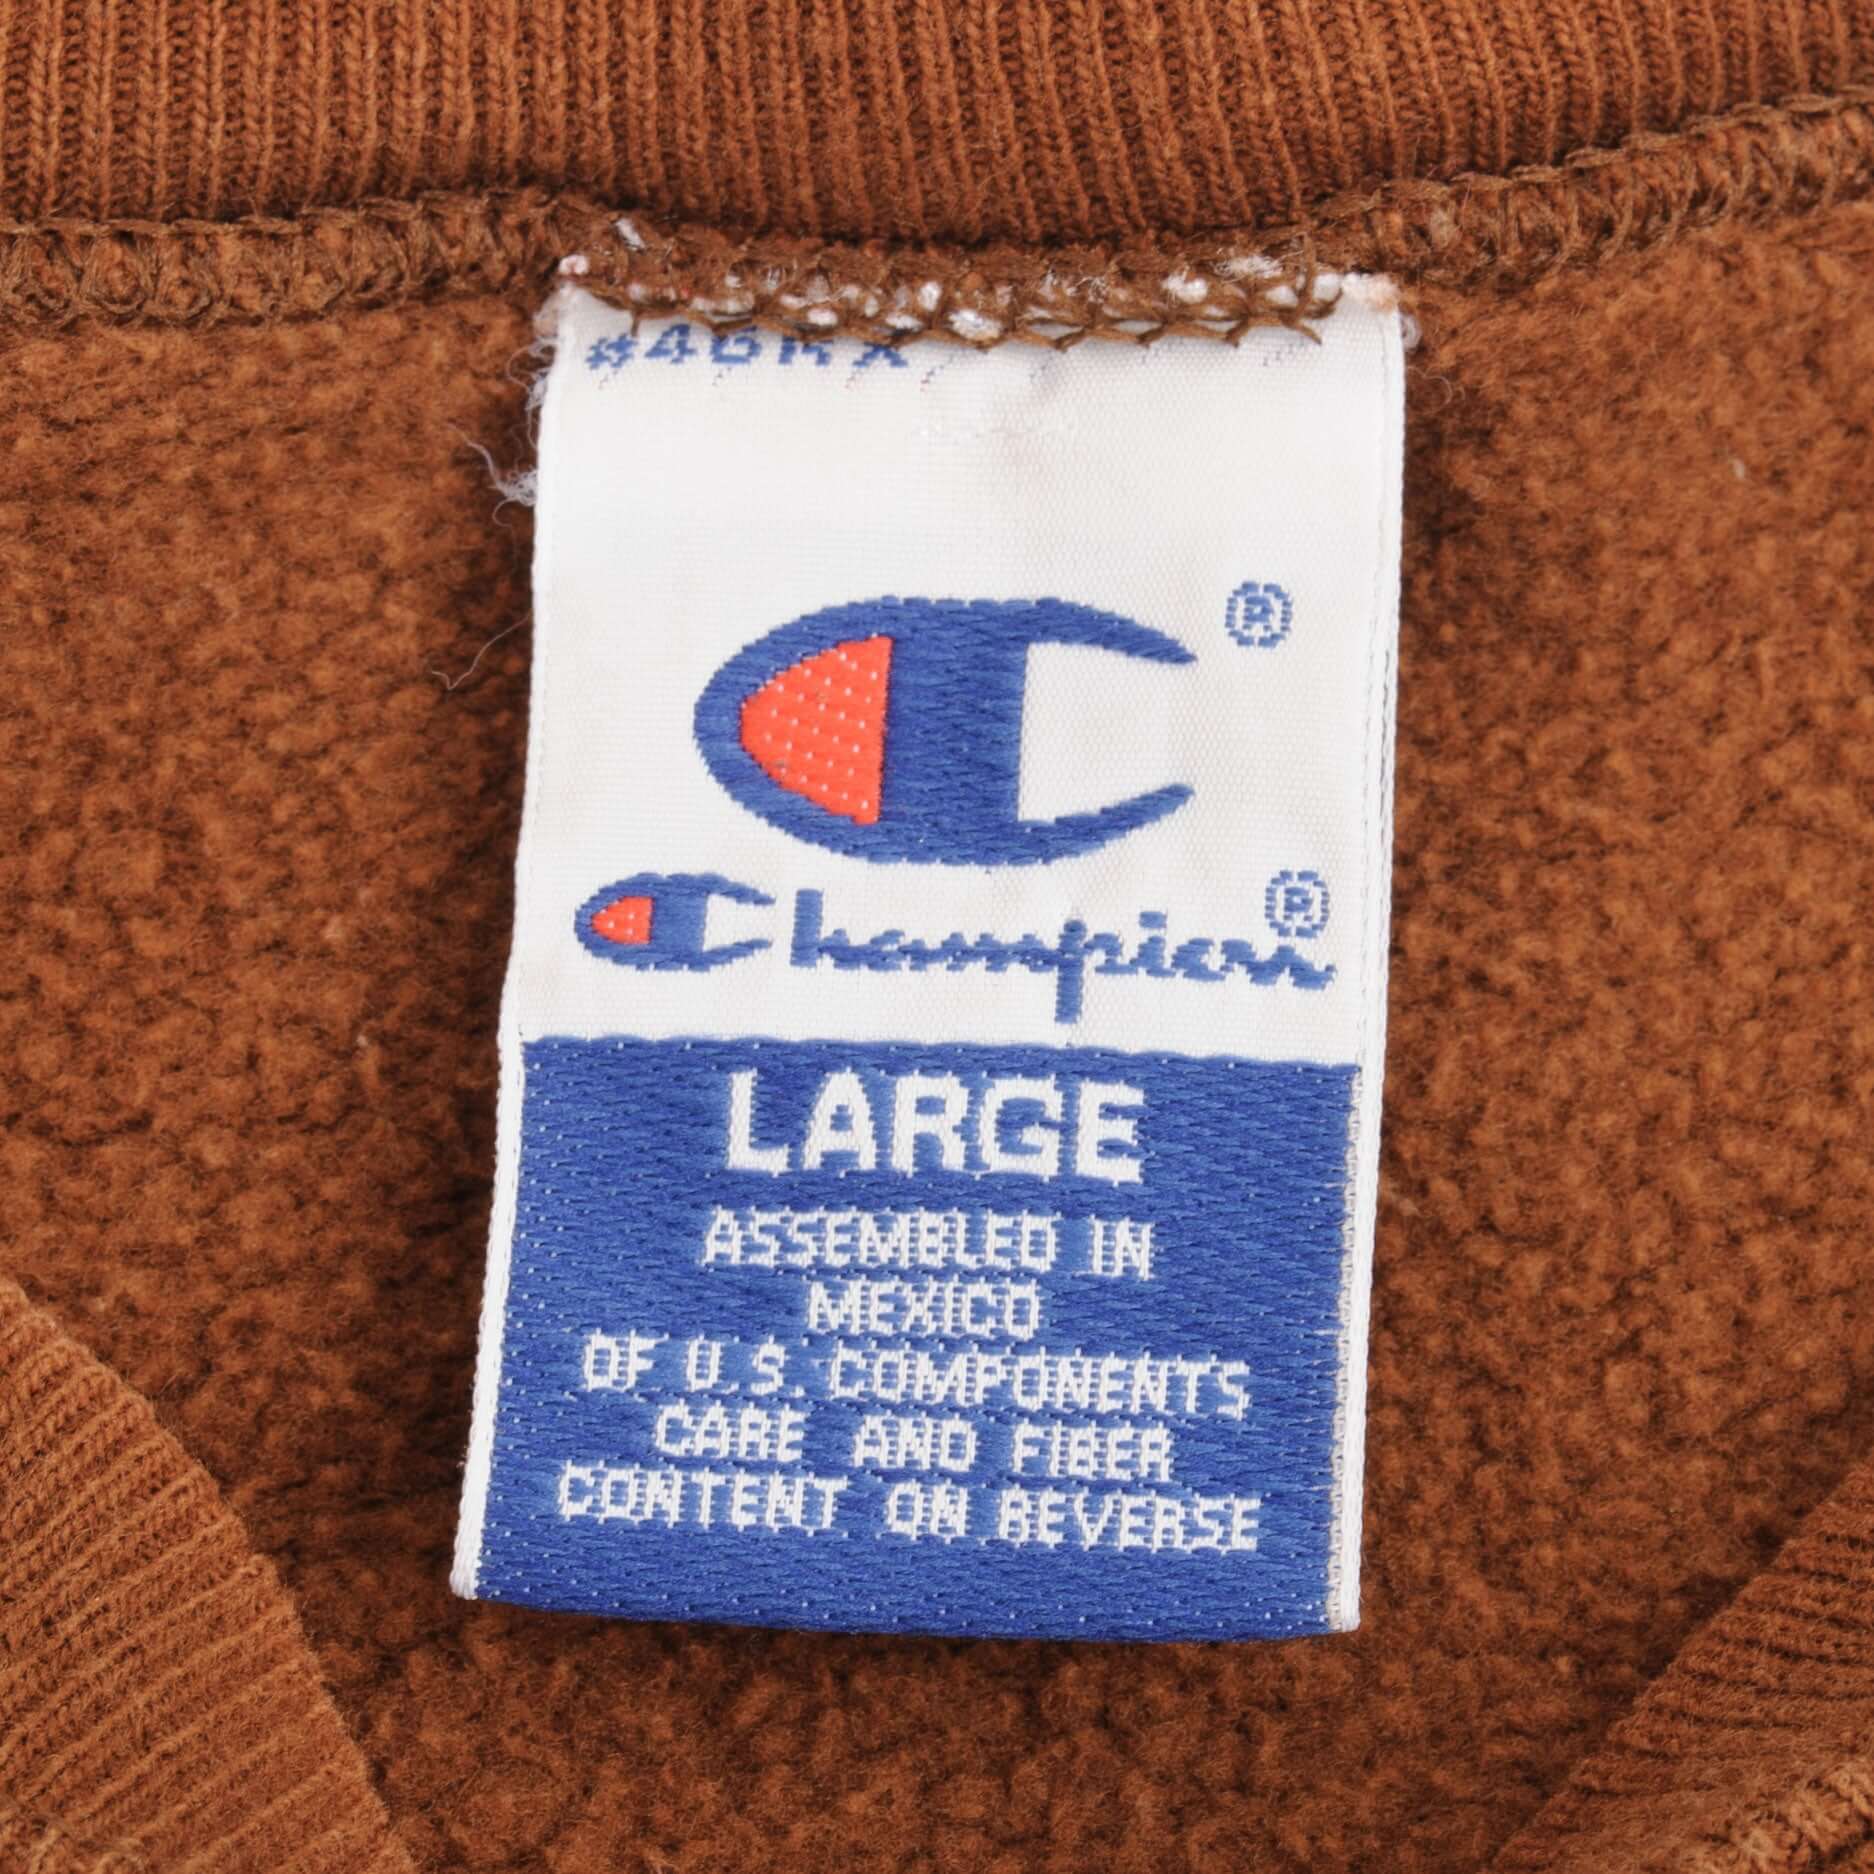 ®
Champion®
LARGE
ASSEMBLED IN
MEXICO
OF U.S. COMPONENTS
CARE AND FIBER
CONTENT ON REVERSE